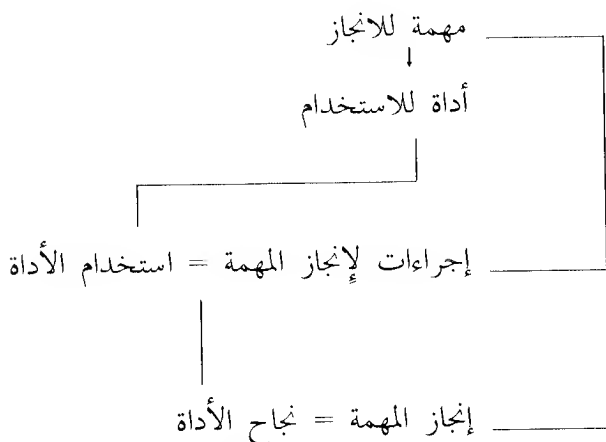 مهمة للانجاز
أداة للاستخدام
إجراءات لإنجاز المهمة = استخدام الأداة
إنجاز المهمة = نجاح الأداة